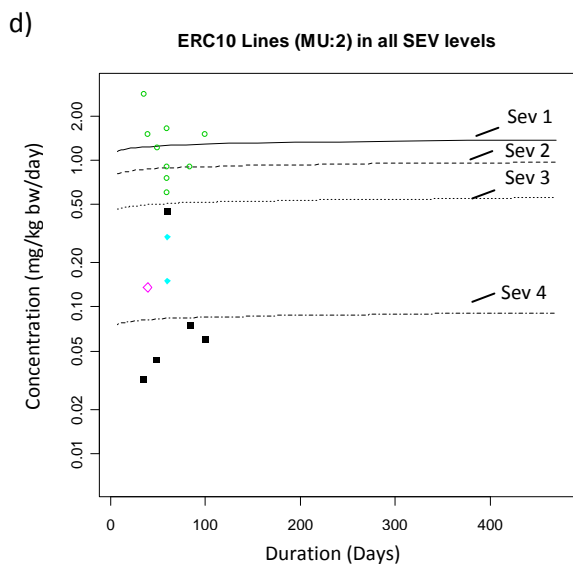 d)
ERC10 Lines (MU:2) in all SEV levels
Concentration (mg/kg bw/day)
2.00
1.00
0.50
0.20
0.10
0.05
0.02
0.01
Sev 1
Sev 2
Sev 3
Sev 4
0
100
200
300
400
Duration (Days)